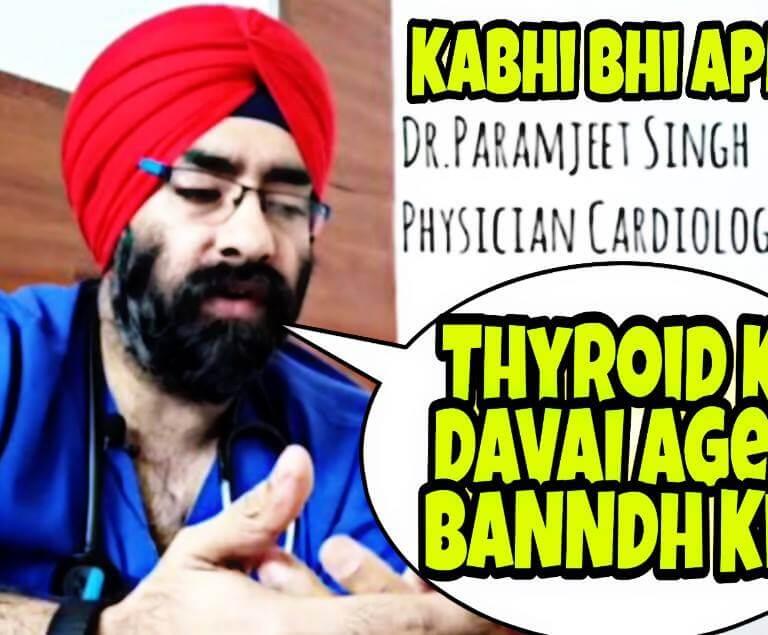 KABHI BHI AP
DR.PARAMJEET SINGH
PHYSICIAN CARDIOLOG
THYROID K
DAVAI AGE
BANNDH K